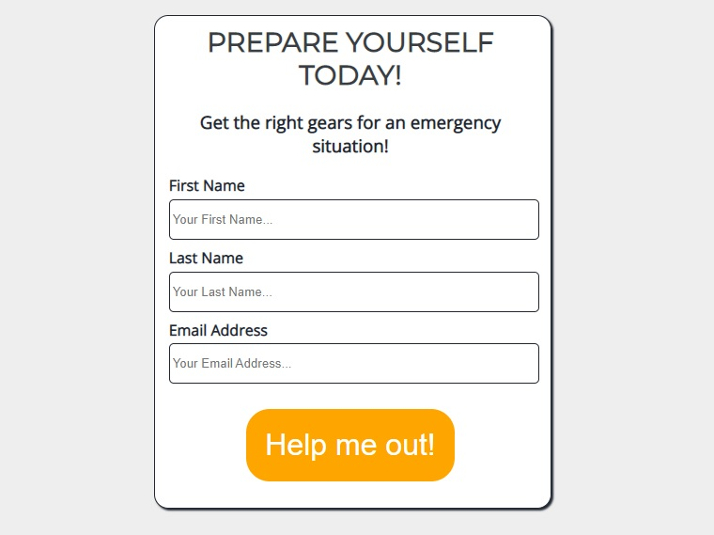 PREPARE YOURSELF
TODAY!
Get the right gears for an emergency
situation!
First Name
Your First Name...
Last Name
Your Last Name...
Email Address
Your Email Address...
Help me out!